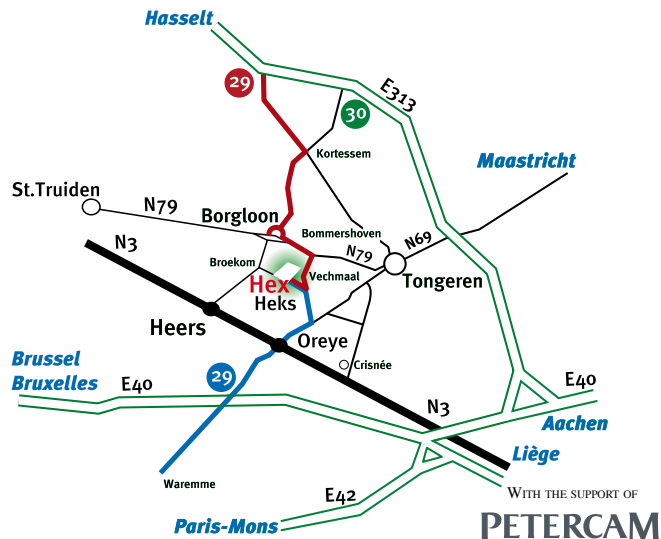 Hasselt
29
E313
30
Kortessem
Maastricht
St.Truiden
N79
Borgloon
Bommershoven
N69
N3
N79
Broekom
Vechmaal
Tongeren
Hex
Heks
Heers
Oreye
Crisnée
Brussel
Bruxelles
E40
29
E40
N3
Aachen
Liège
Waremme
E42
WITH THE SUPPORT OF
Paris-Mons
PETERCAM